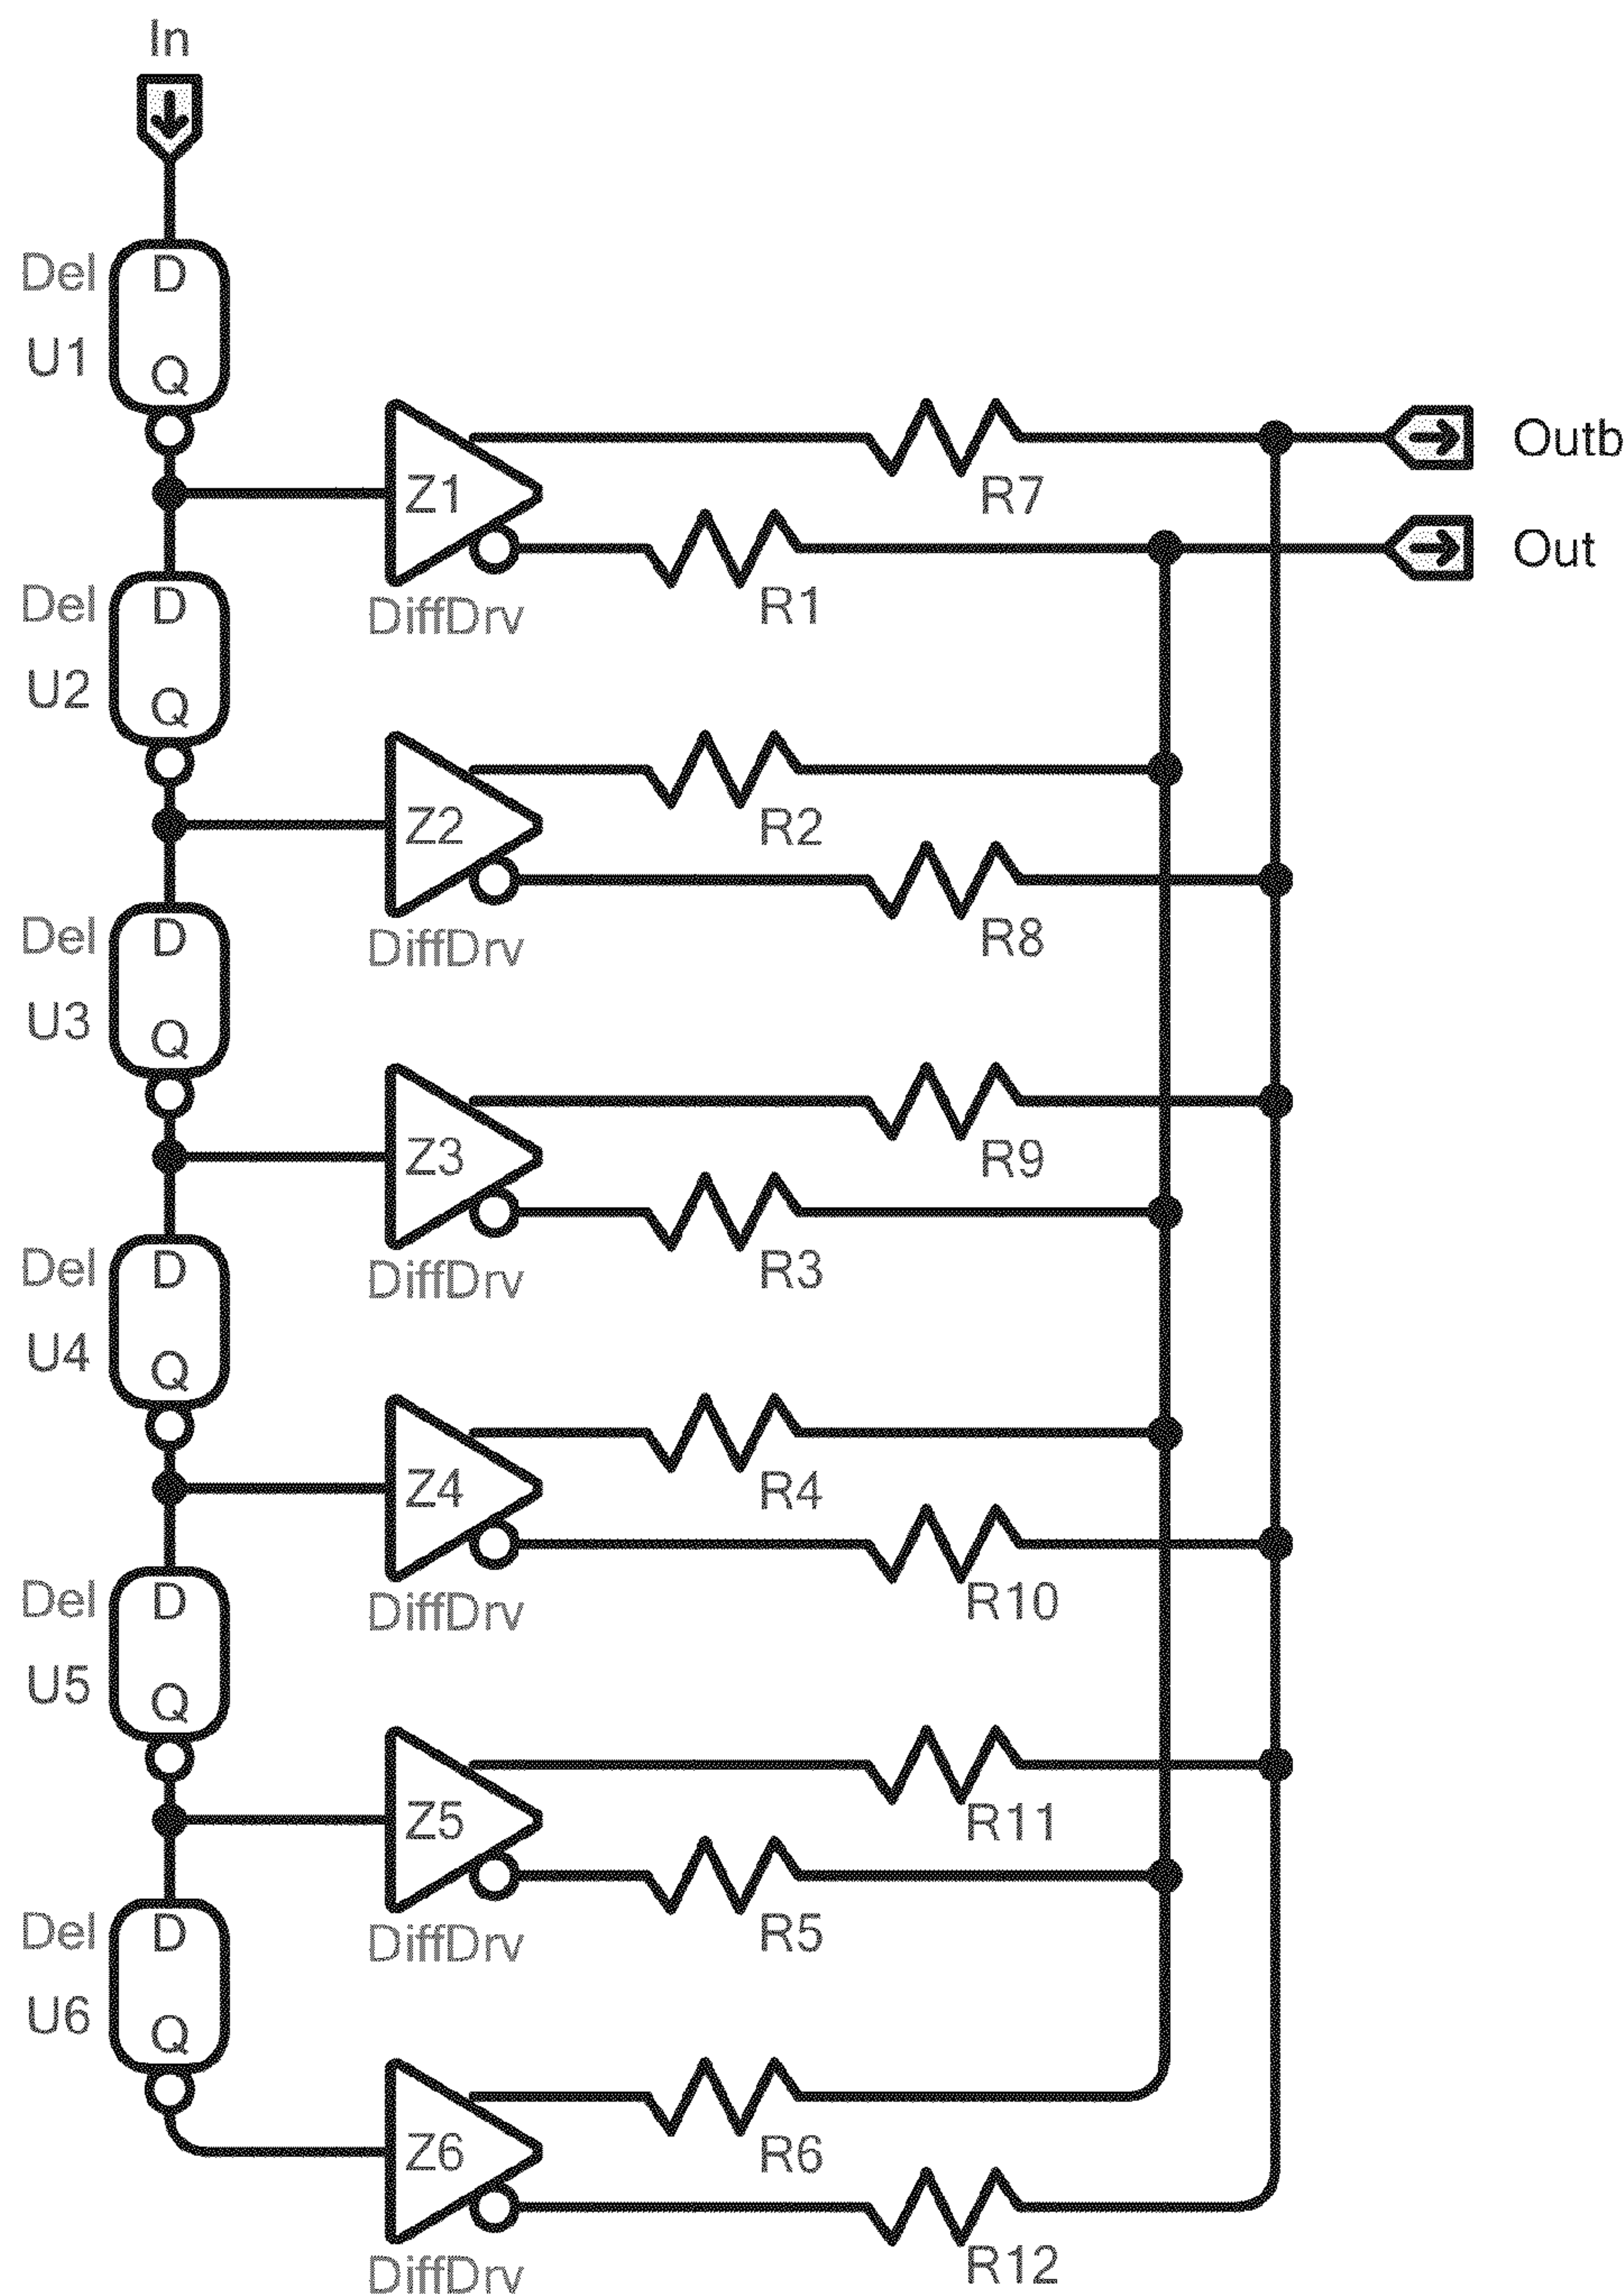 In
Del
D
U1
Q
Outb
Z1
R7
Out
Del
D
DiffDrv
R1
U2
Q
Z2
R2
Del
D
DiffDrv
R8
U3
Q
Z3
R9
Del
D
DiffDrv
R3
U4
Q
Z4
R4
Del
D
DiffDrv
R10
U5
Q
Z5
R11
Del
D
DiffDrv
R5
U6
Q
Z6
R6
DiffDrv
R12